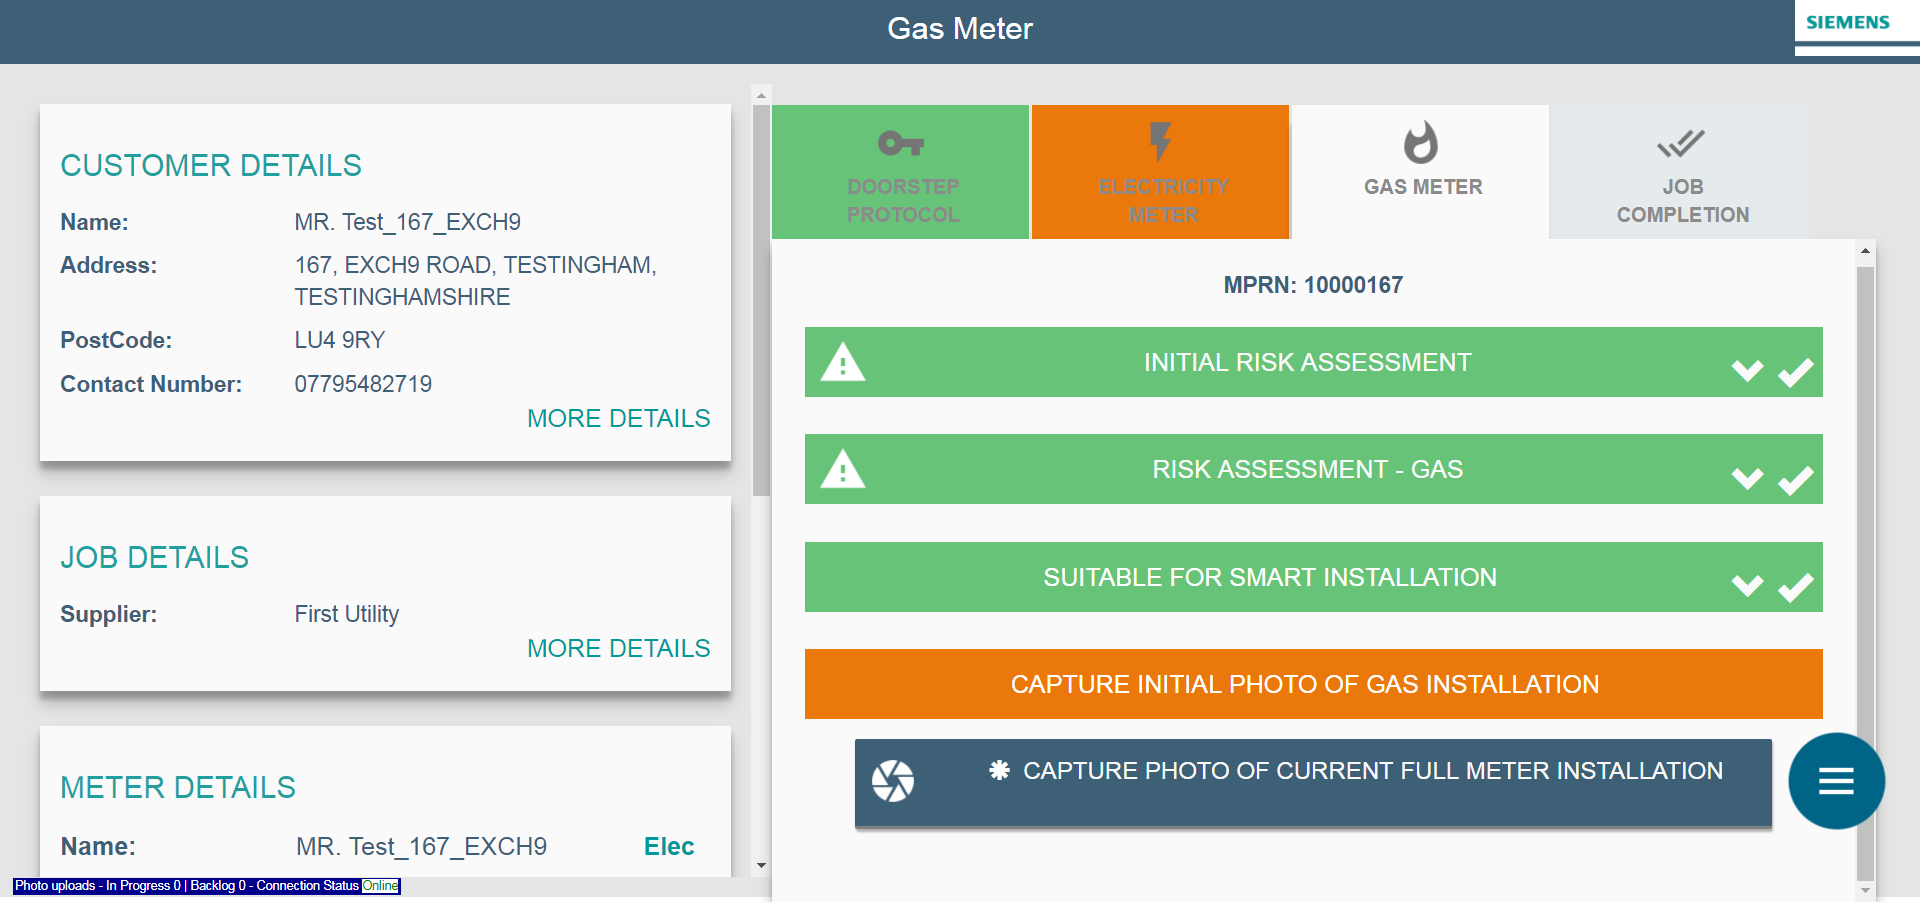 Gas Meter
SIEMENS
CUSTOMER DETAILS
Name: MR. Test_167_EXCH9
Address: 167, EXCH9 ROAD, TESTINGHAM,
TESTINGHAMSHIRE
PostCode: LU4 9RY
Contact Number: 07795482719
MORE DETAILS
JOB DETAILS
Supplier: First Utility
MORE DETAILS
METER DETAILS
Name: MR. Test_167_EXCH9 Elec
Photo uploads - In Progress 0 | Backlog 0 - Connection Status Online
DOORSTEP
PROTOCOL
ELECTRICITY
METER
GAS METER
JOB
COMPLETION
MPRN: 10000167
INITIAL RISK ASSESSMENT
RISK ASSESSMENT - GAS
SUITABLE FOR SMART INSTALLATION
CAPTURE INITIAL PHOTO OF GAS INSTALLATION
✱ CAPTURE PHOTO OF CURRENT FULL METER INSTALLATION